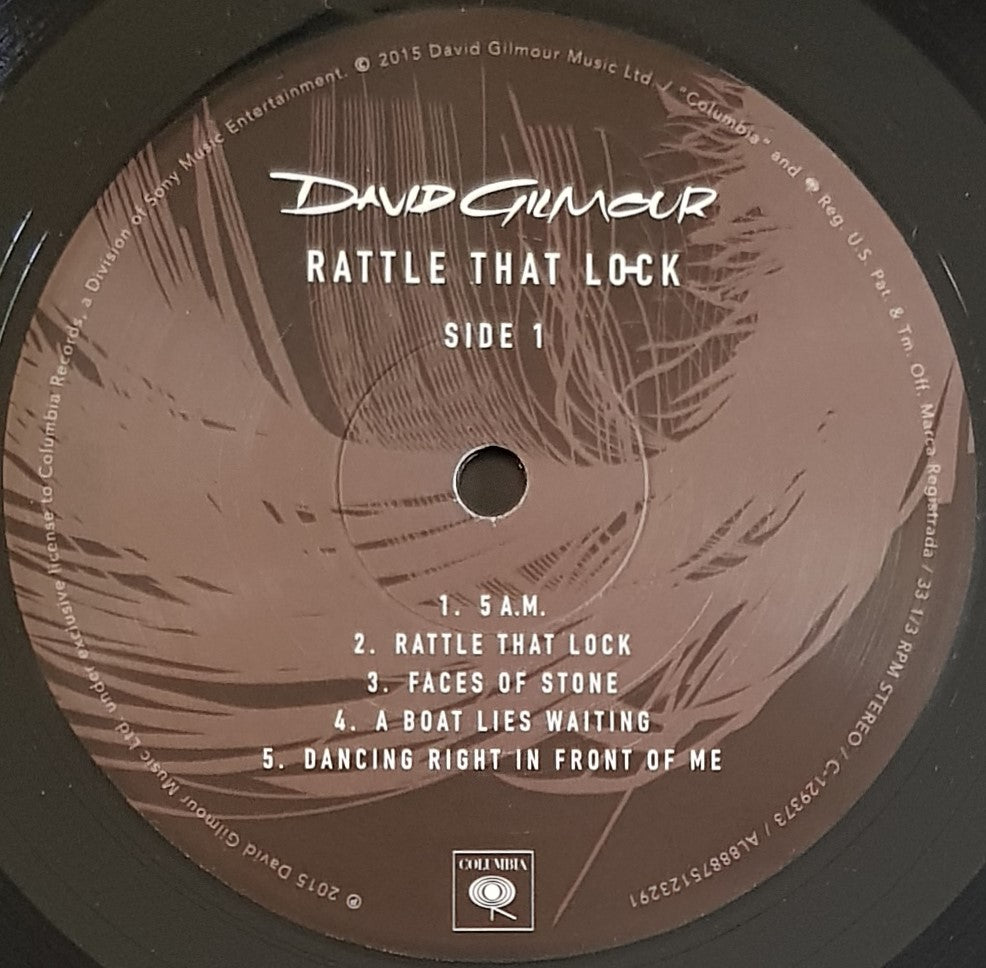 DAVID GILMOUR
RATTLE THAT LOCK
SIDE 1
1. 5 A.M.
2. RATTLE THAT LOCK
3. FACES OF STONE
4. A BOAT LIES WAITING
5. DANCING RIGHT IN FRONT OF ME
COLUMBIA
℗ 2015 David Gilmour Music Ltd. under exclusive license to Columbia Records, a Division of Sony Music Entertainment. © 2015 David Gilmour Music Ltd. / "Columbia" and Reg. U.S. Pat. & Tm. Off. Marca Registrada / 33 1/3 RPM STEREO / C-129373 / AL88875123291